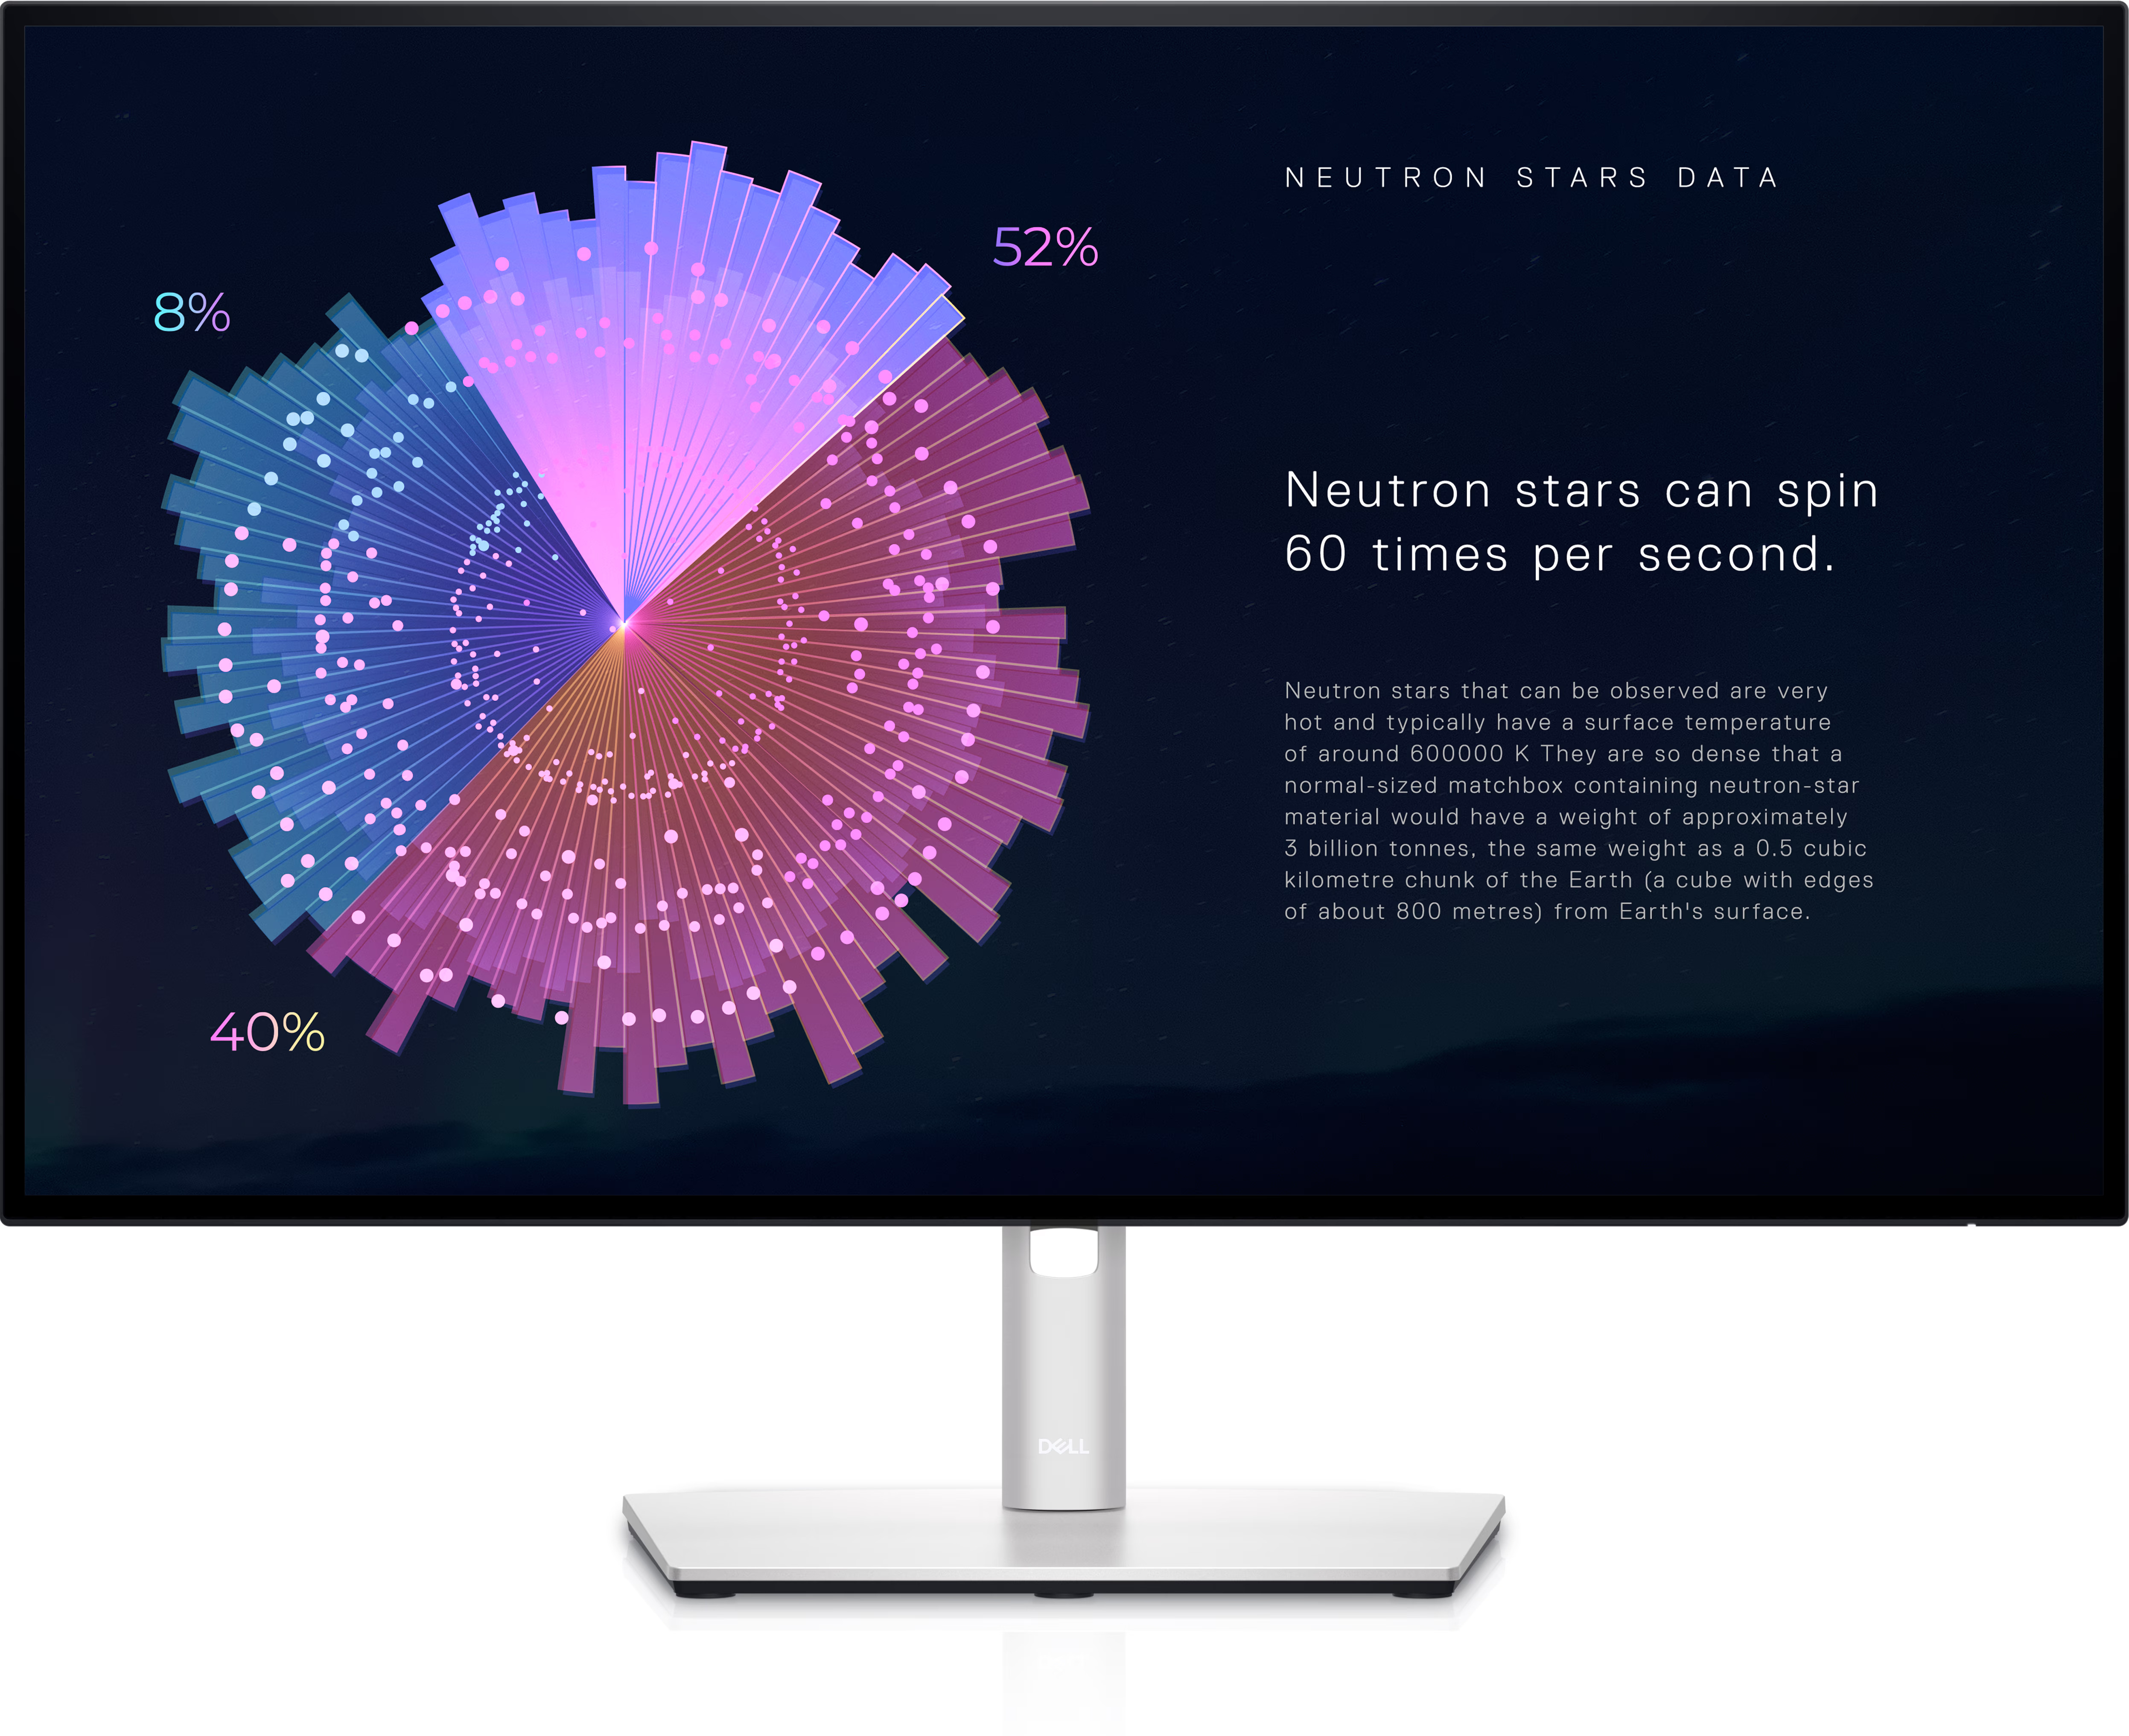 NEUTRON STARS DATA
52%
8%
Neutron stars can spin
60 times per second.
Neutron stars that can be observed are very
hot and typically have a surface temperature
of around 600000 K They are so dense that a
normal-sized matchbox containing neutron-star
material would have a weight of approximately
3 billion tonnes, the same weight as a 0.5 cubic
kilometre chunk of the Earth (a cube with edges
of about 800 metres) from Earth's surface.
40%
DELL